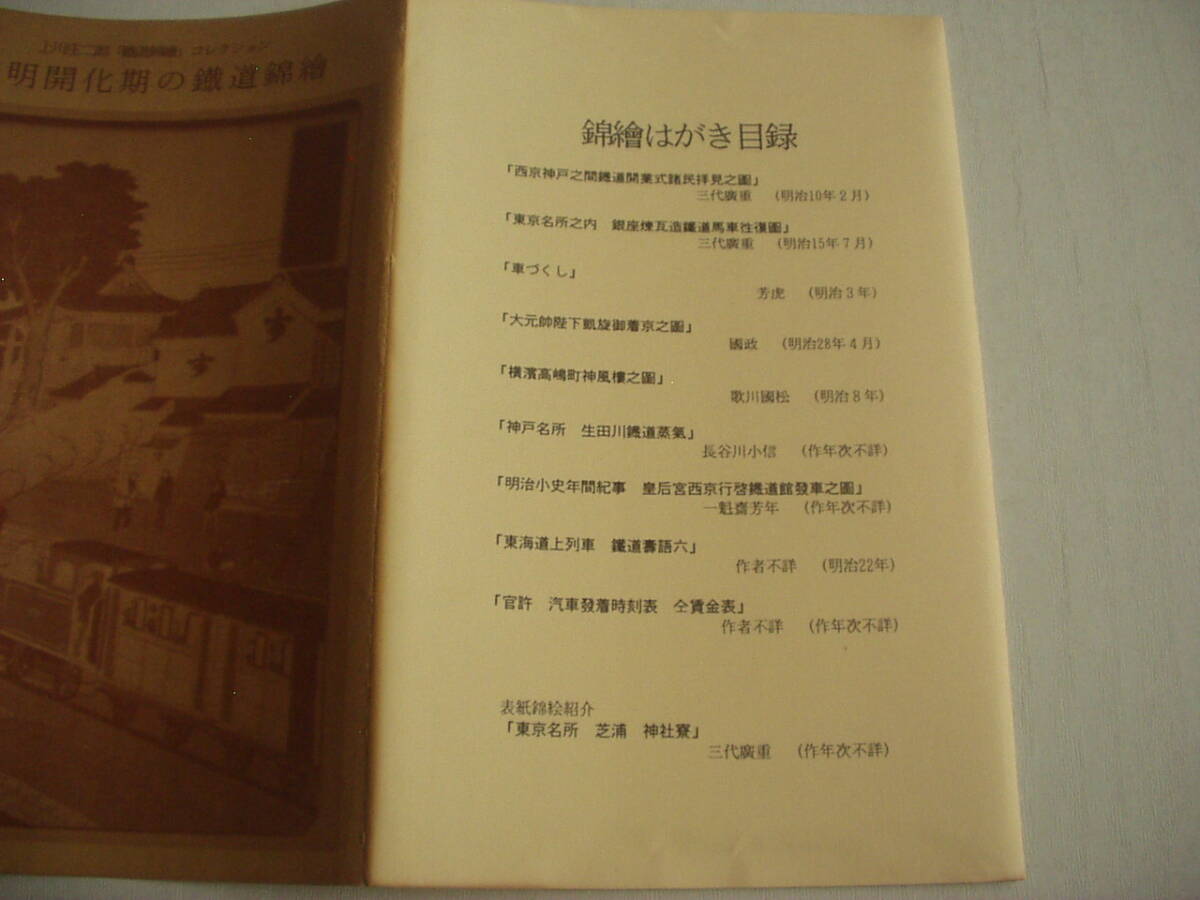 コレクション
明開化期の鐵道錦繪
す
す
錦繪はがき目録
「西京神戸之間鐵道開業式諸民拝見之圖」
三代廣重 (明治10年2月)
「東京名所之内 銀座煉瓦造鐵道馬車往復圖」
三代廣重 (明治15年7月)
「車づくし」
芳虎 (明治3年)
「大元帥陛下凱旋御着京之圖」
國政 (明治28年4月)
「横濱高嶋町神風樓之圖」
歌川國松 (明治8年)
「神戸名所 生田川鐵道蒸氣」
長谷川小信 (作年次不詳)
「明治小史年間紀事 皇后宮西京行啓鐵道館發車之圖」
一魁齋芳年 (作年次不詳)
「東海道上列車 鐵道壽語六」
作者不詳 (明治22年)
「官許 汽車發着時刻表 仝賃金表」
作者不詳 (作年次不詳)
表紙錦絵紹介
「東京名所 芝浦 神社寮」
三代廣重 (作年次不詳)